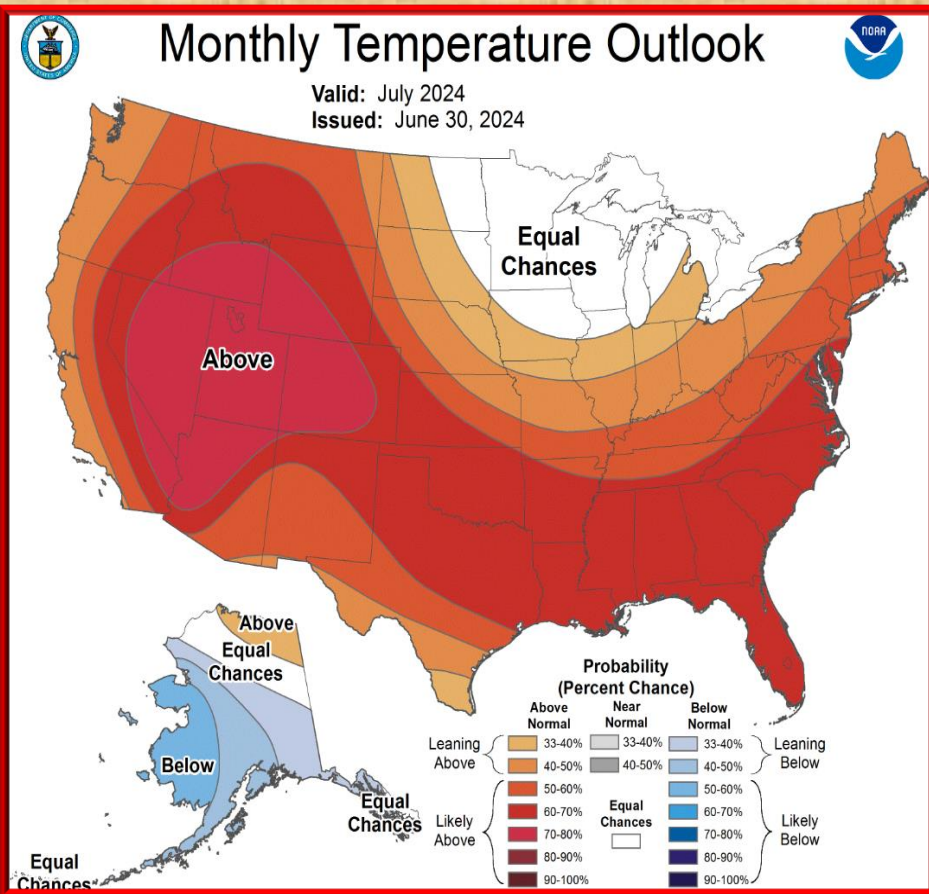 Monthly Temperature Outlook
NOAA
Valid: July 2024
Issued: June 30, 2024
Equal
Chances
Above
Above
Equal
Chances
Below
Equal
Chances
Equal
Chances
Probability
(Percent Chance)
Above
Normal
Near
Normal
Below
Normal
Leaning
Above
33-40%
33-40%
33-40%
Leaning
Below
40-50%
40-50%
40-50%
Likely
Above
50-60%
Equal
Chances
50-60%
Likely
Below
60-70%
60-70%
70-80%
70-80%
80-90%
80-90%
90-100%
90-100%